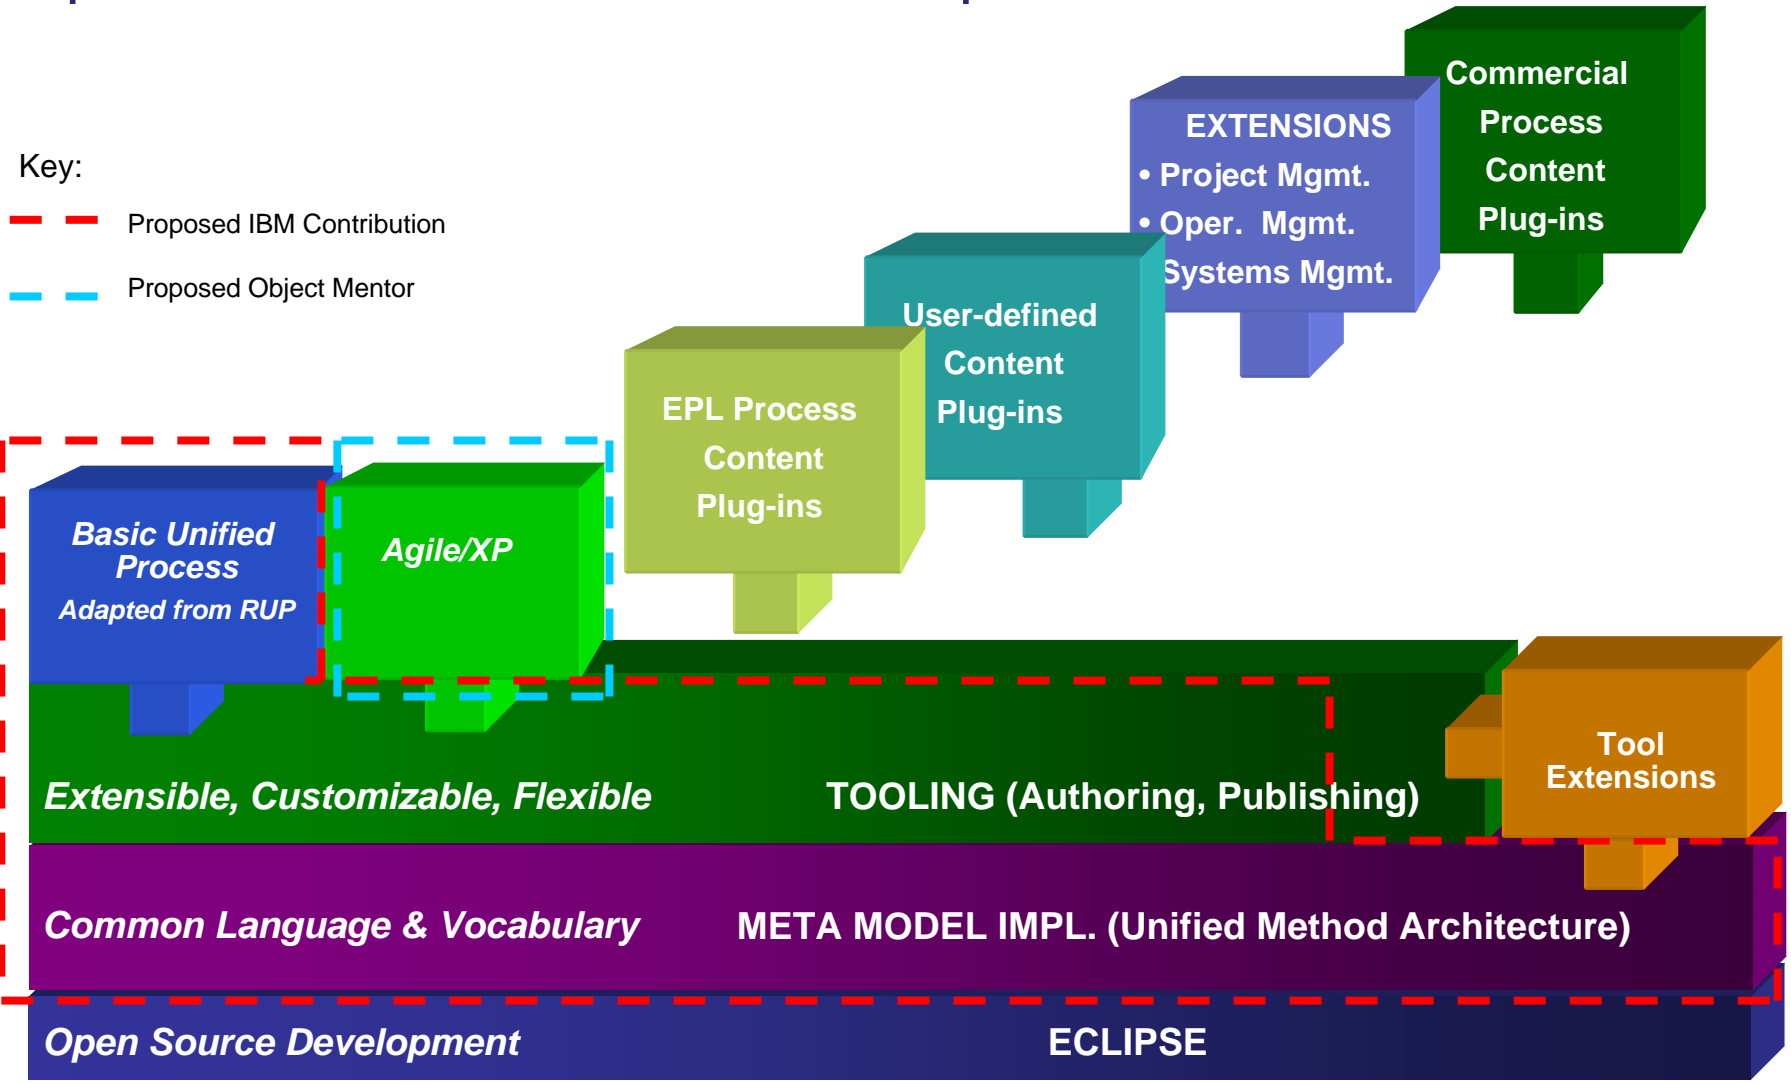 Key:
Proposed IBM Contribution
Proposed Object Mentor
Commercial
Process
Content
Plug-ins
EXTENSIONS
• Project Mgmt.
• Oper. Mgmt.
Systems Mgmt.
User-defined
Content
Plug-ins
EPL Process
Content
Plug-ins
Basic Unified
Process
Adapted from RUP
Agile/XP
Tool
Extensions
Extensible, Customizable, Flexible TOOLING (Authoring, Publishing)
Common Language & Vocabulary META MODEL IMPL. (Unified Method Architecture)
Open Source Development ECLIPSE